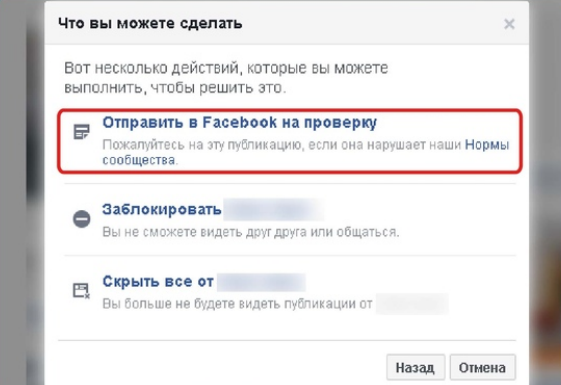 Что вы можете сделать
Вот несколько действий, которые вы можете
выполнить, чтобы решить это.
Отправить в Facebook на проверку
Пожалуйтесь на эту публикацию, если она нарушает наши Нормы
сообщества.
Заблокировать
Вы не сможете видеть друг друга или общаться.
Скрыть все от
Вы больше не будете видеть публикации от
Назад Отмена